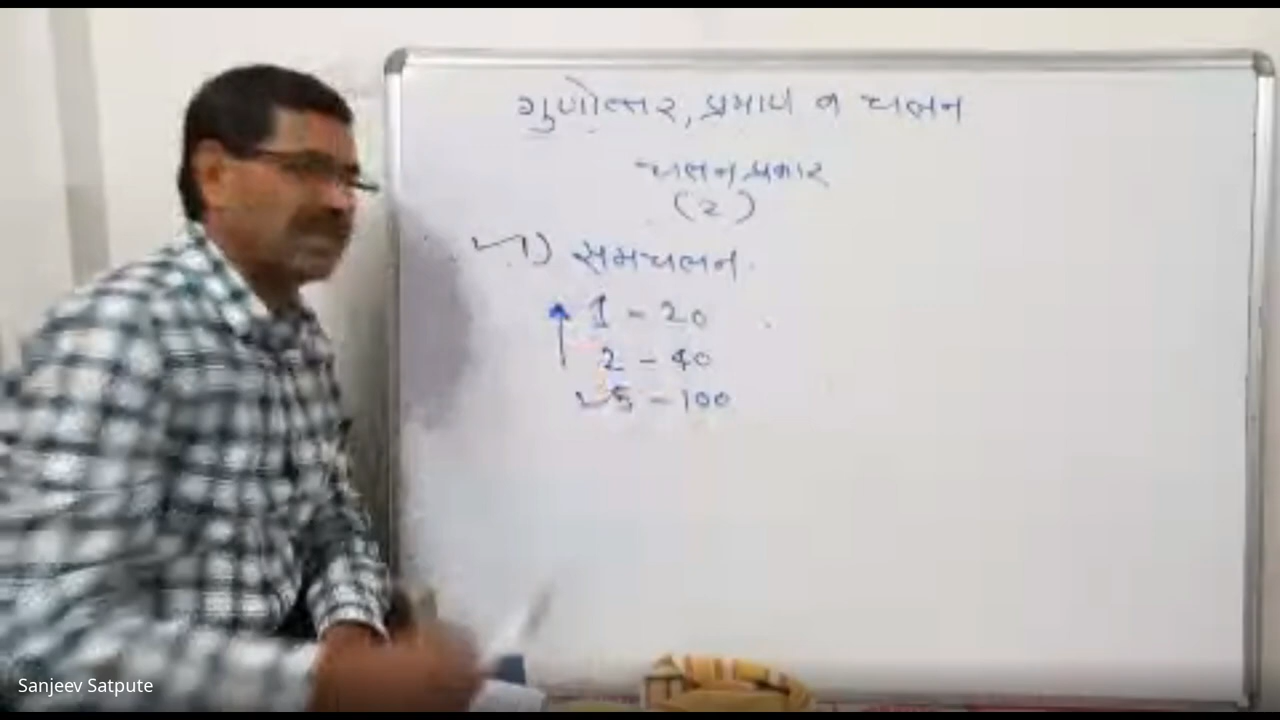 गुणोत्तर, प्रमाण व चलन
चलन प्रकार
(2)
1) समचलन.
1 - 20
2 - 40
5 - 100
Sanjeev Satpute